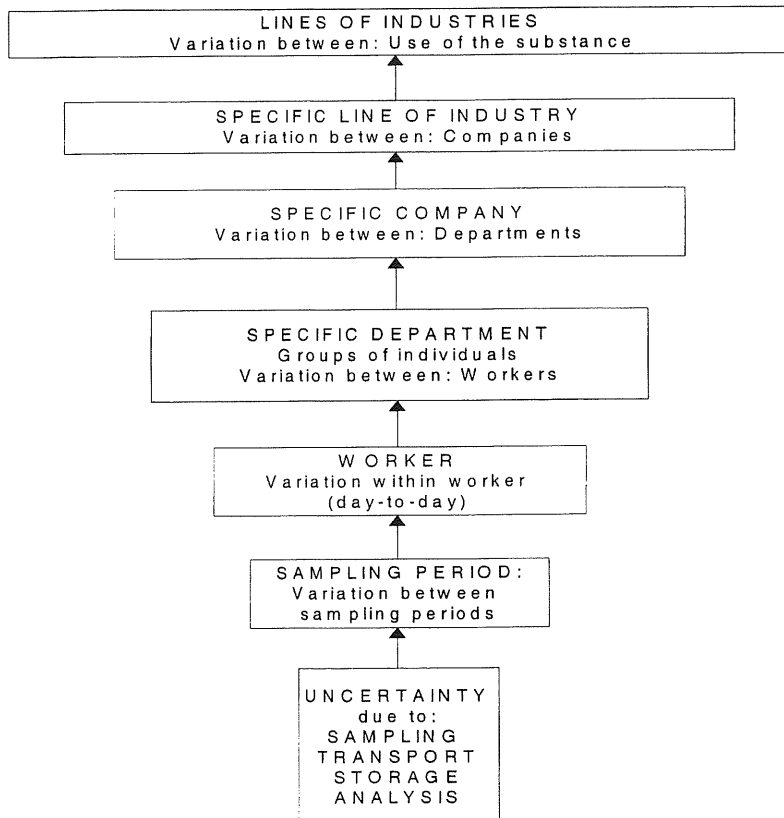 LINES OF INDUSTRIES
Variation between: Use of the substance
SPECIFIC LINE OF INDUSTRY
Variation between: Companies
SPECIFIC COMPANY
Variation between: Departments
SPECIFIC DEPARTMENT
Groups of individuals
Variation between: Workers
WORKER
Variation within worker
(day-to-day)
SAMPLING PERIOD:
Variation between
sampling periods
UNCERTAINTY
due to:
SAMPLING
TRANSPORT
STORAGE
ANALYSIS